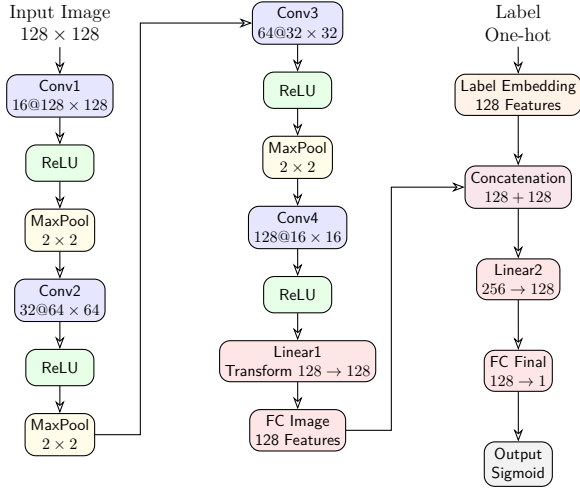 Input Image
128 × 128
Conv1
16@128 × 128
ReLU
MaxPool
2 × 2
Conv2
32@64 × 64
ReLU
MaxPool
2 × 2
Conv3
64@32 × 32
ReLU
MaxPool
2 × 2
Conv4
128@16 × 16
ReLU
Linear1
Transform 128 → 128
FC Image
128 Features
Label
One-hot
Label Embedding
128 Features
Concatenation
128 + 128
Linear2
256 → 128
FC Final
128 → 1
Output
Sigmoid